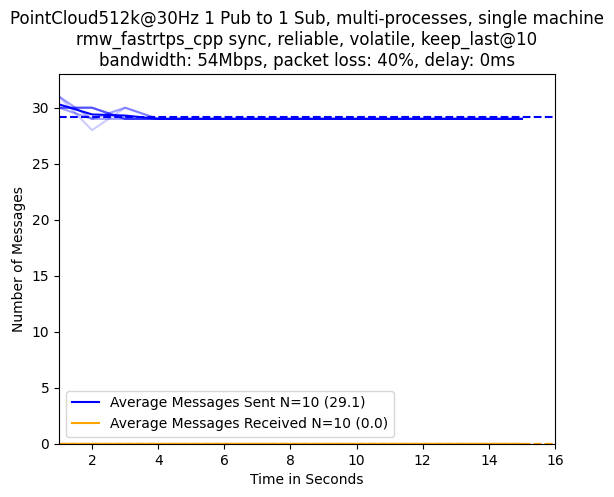 PointCloud512k@30Hz 1 Pub to 1 Sub, multi-processes, single machine
rmw_fastrtps_cpp sync, reliable, volatile, keep_last@10
bandwidth: 54Mbps, packet loss: 40%, delay: 0ms
30
25
20
15
10
5
0
Number of Messages
Average Messages Sent N=10 (29.1)
Average Messages Received N=10 (0.0)
2 4 6 8 10 12 14 16
Time in Seconds